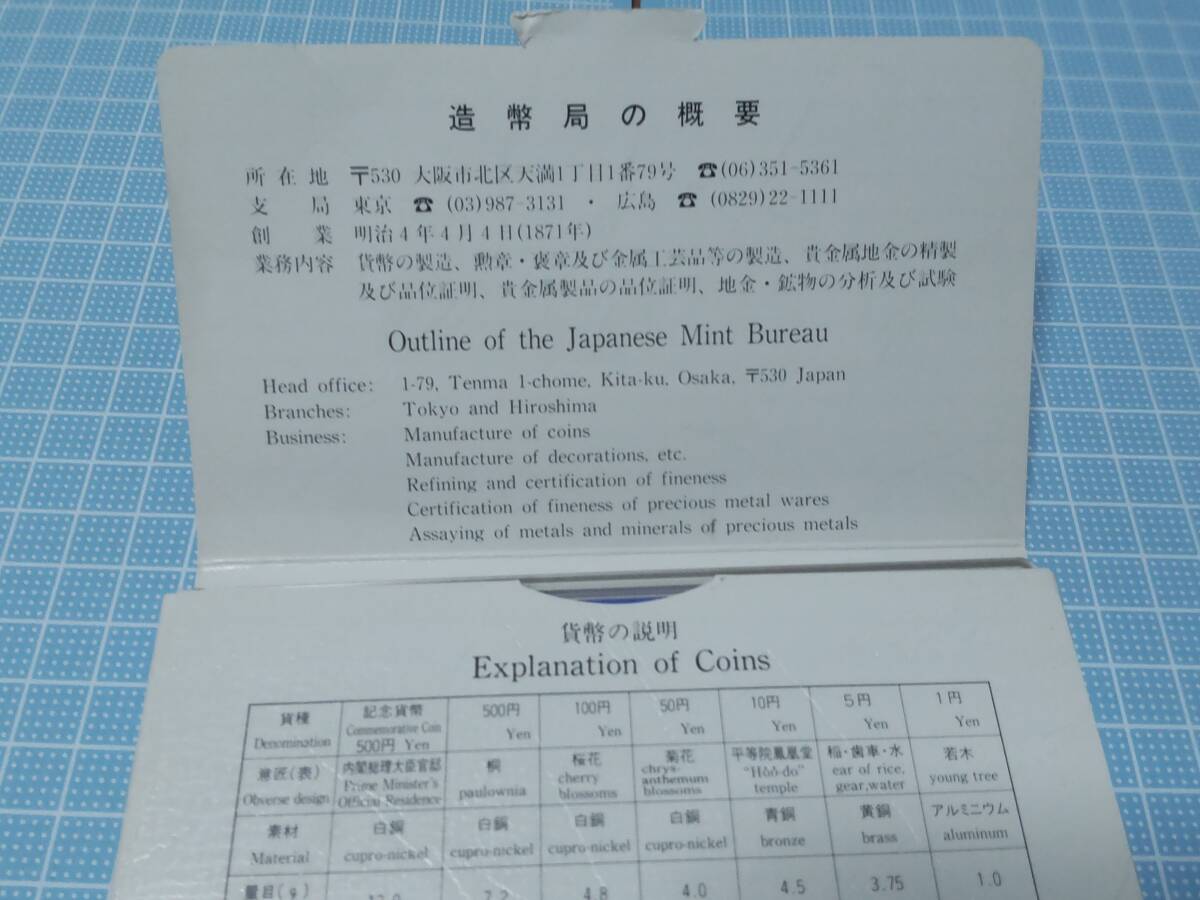 造幣局の概要
所在地 〒530 大阪市北区天満1丁目1番79号 ☎(06)351-5361
支局 東京 ☎ (03)987-3131 ・ 広島 ☎ (0829)22-1111
創業 明治4年4月4日(1871年)
業務内容 貨幣の製造、勲章・褒章及び金属工芸品等の製造、貴金属地金の精製
及び品位証明、貴金属製品の品位証明、地金・鉱物の分析及び試験
Outline of the Japanese Mint Bureau
Head office: 1-79, Tenma 1-chome, Kita-ku, Osaka, 〒530 Japan
Branches: Tokyo and Hiroshima
Business: Manufacture of coins
Manufacture of decorations, etc.
Refining and certification of fineness
Certification of fineness of precious metal wares
Assaying of metals and minerals of precious metals
貨幣の説明
Explanation of Coins
貨種 記念貨幣 500円 100円 50円 10円 5円 1円
Denomination Commemorative Coin 500円 Yen Yen Yen Yen Yen Yen Yen
意匠(表) 内閣総理大臣官邸 桐 桜花 菊花 平等院鳳凰堂 稲・歯車・水 若木
Obverse design Prime Minister's Official Residence paulownia cherry blossoms chrys-anthemum blossoms "Hôô-do" temple ear of rice, gear, water young tree
素材 白銅 白銅 白銅 白銅 青銅 黄銅 アルミニウム
Material cupro-nickel cupro-nickel cupro-nickel cupro-nickel bronze brass aluminum
量目(g) 7.2 4.8 4.0 4.5 3.75 1.0